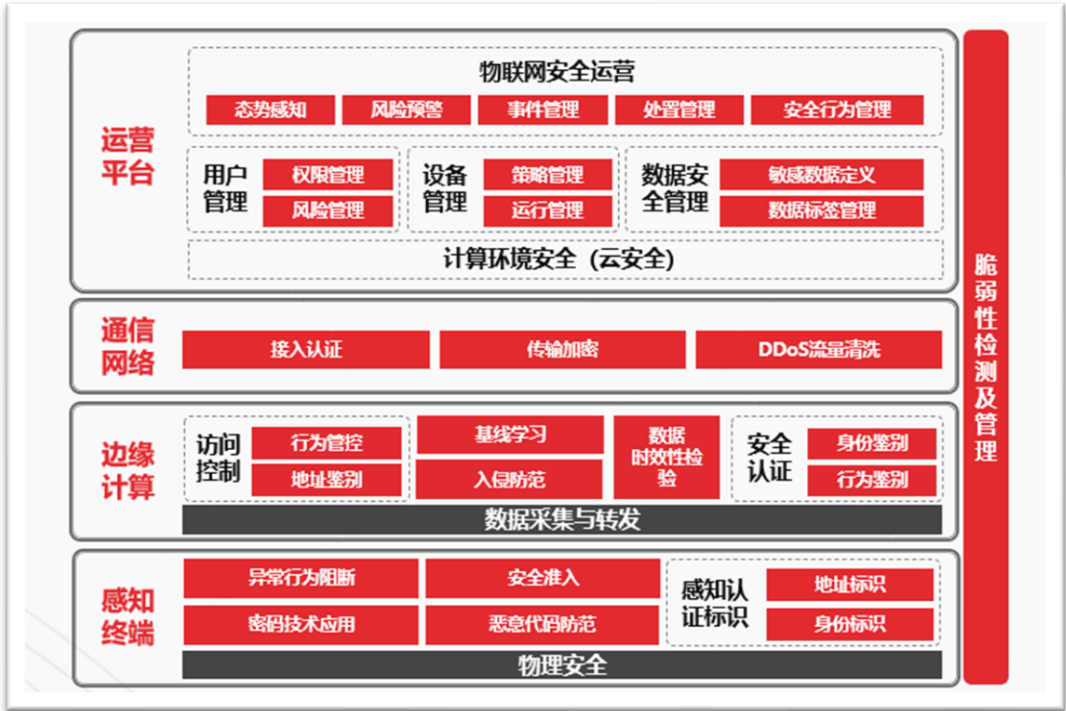 运营
平台
物联网安全运营
态势感知
风险预警
事件管理
处置管理
安全行为管理
用户
管理
权限管理
风险管理
设备
管理
策略管理
运行管理
数据安
全管理
敏感数据定义
数据标签管理
计算环境安全（云安全）
通信
网络
接入认证
传输加密
DDoS流量清洗
边缘
计算
访问
控制
行为管控
地址鉴别
基线学习
入侵防范
数据
时效性检
验
安全
认证
身份鉴别
行为鉴别
数据采集与转发
感知
终端
异常行为阻断
安全准入
密码技术应用
恶意代码防范
感知认
证标识
地址标识
身份标识
物理安全
脆弱性检测及管理